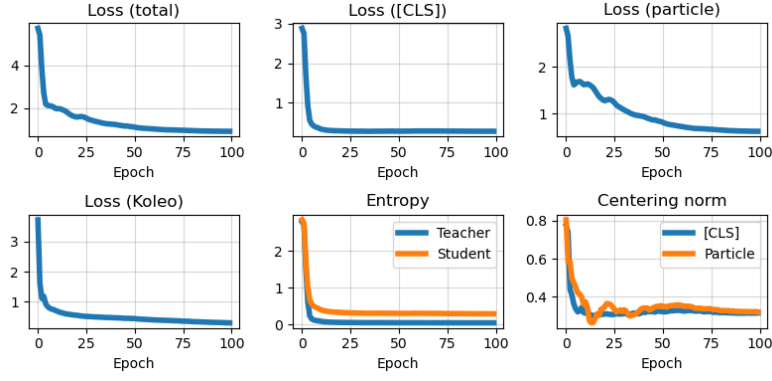 Loss (total)
4
2
0 25 50 75 100
Epoch
Loss ([CLS])
3
2
1
0 25 50 75 100
Epoch
Loss (particle)
2
1
0 25 50 75 100
Epoch
Loss (Koleo)
3
2
1
0 25 50 75 100
Epoch
Entropy
2
1
0
Teacher
Student
0 25 50 75 100
Epoch
Centering norm
0.8
0.6
0.4
[CLS]
Particle
0 25 50 75 100
Epoch